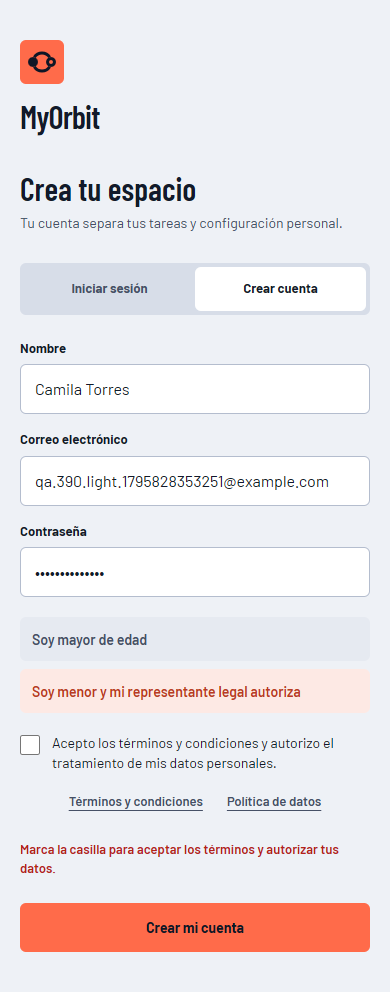 MyOrbit
Crea tu espacio
Tu cuenta separa tus tareas y configuración personal.
Iniciar sesión
Crear cuenta
Nombre
Camila Torres
Correo electrónico
qa.390.light.1795828353251@example.com
Contraseña
••••••••••••••
Soy mayor de edad
Soy menor y mi representante legal autoriza
Acepto los términos y condiciones y autorizo el
tratamiento de mis datos personales.
Términos y condiciones
Política de datos
Marca la casilla para aceptar los términos y autorizar tus
datos.
Crear mi cuenta